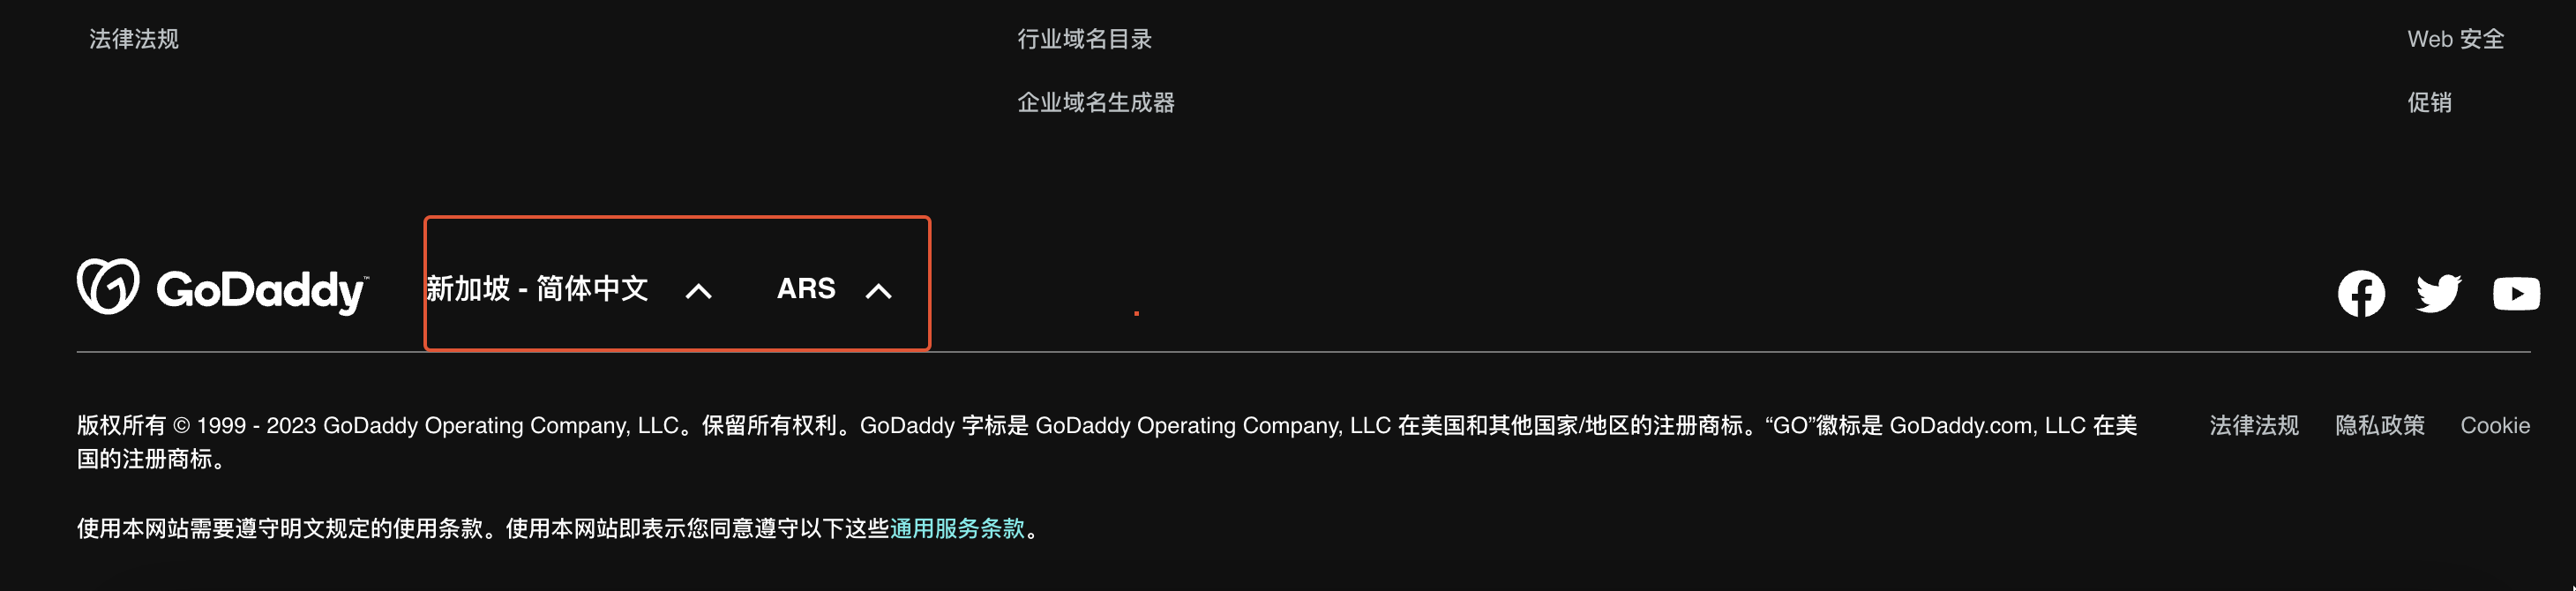 法律法规 行业域名目录 Web 安全
企业域名生成器 促销
GoDaddy™ 新加坡 - 简体中文 ARS
版权所有 © 1999 - 2023 GoDaddy Operating Company, LLC。保留所有权利。GoDaddy 字标是 GoDaddy Operating Company, LLC 在美国和其他国家/地区的注册商标。“GO”徽标是 GoDaddy.com, LLC 在美
国的注册商标。
法律法规 隐私政策 Cookie
使用本网站需要遵守明文规定的使用条款。使用本网站即表示您同意遵守以下这些通用服务条款。